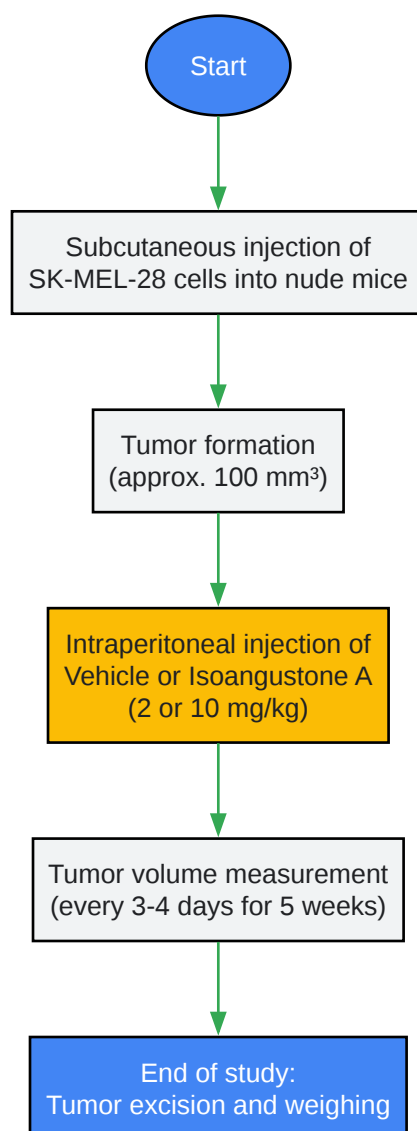 Start
Subcutaneous injection of
SK-MEL-28 cells into nude mice
Tumor formation
(approx. 100 mm³)
Intraperitoneal injection of
Vehicle or Isoangustone A
(2 or 10 mg/kg)
Tumor volume measurement
(every 3-4 days for 5 weeks)
End of study:
Tumor excision and weighing